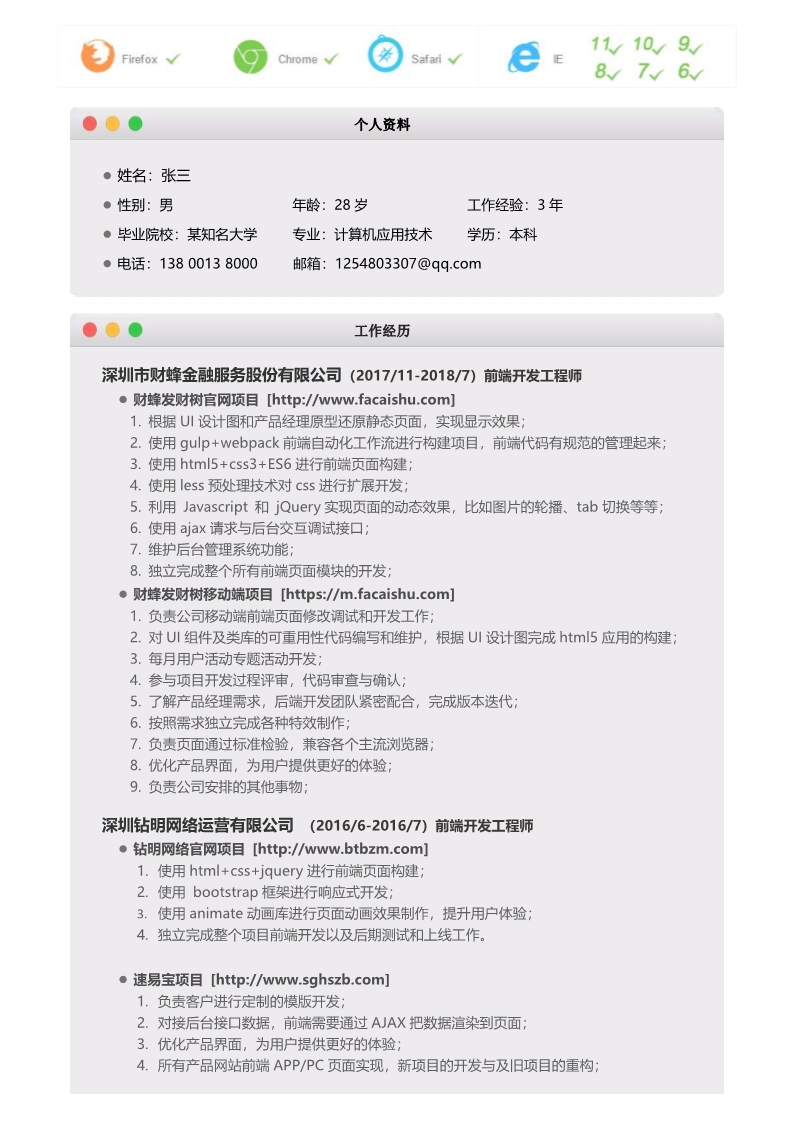 Firefox Chrome Safari IE 11 10 9
8 7 6
个人资料
姓名：张三
性别：男 年龄：28 岁 工作经验：3 年
毕业院校：某知名大学 专业：计算机应用技术 学历：本科
电话：138 0013 8000 邮箱：1254803307@qq.com
工作经历
深圳市财蜂金融服务股份有限公司（2017/11-2018/7）前端开发工程师
财蜂发财树官网项目 [http://www.facaishu.com]
1. 根据 UI 设计图和产品经理原型还原静态页面，实现显示效果；
2. 使用 gulp+webpack 前端自动化工作流进行构建项目，前端代码有规范的管理起来；
3. 使用 html5+css3+ES6 进行前端页面构建；
4. 使用 less 预处理技术对 css 进行扩展开发；
5. 利用 Javascript 和 jQuery 实现页面的动态效果，比如图片的轮播、tab 切换等等；
6. 使用 ajax 请求与后台交互调试接口；
7. 维护后台管理系统功能；
8. 独立完成整个所有前端页面模块的开发；
财蜂发财树移动端项目 [https://m.facaishu.com]
1. 负责公司移动端前端页面修改调试和开发工作；
2. 对 UI 组件及类库的可重用性代码编写和维护，根据 UI 设计图完成 html5 应用的构建；
3. 每月用户活动专题活动开发；
4. 参与项目开发过程评审，代码审查与确认；
5. 了解产品经理需求，后端开发团队紧密配合，完成版本迭代；
6. 按照需求独立完成各种特效制作；
7. 负责页面通过标准检验，兼容各个主流浏览器；
8. 优化产品界面，为用户提供更好的体验；
9. 负责公司安排的其他事物；
深圳钻明网络运营有限公司 （2016/6-2016/7）前端开发工程师
钻明网络官网项目 [http://www.btbzm.com]
1. 使用 html+css+jquery 进行前端页面构建；
2. 使用 bootstrap 框架进行响应式开发；
3. 使用 animate 动画库进行页面动画效果制作，提升用户体验；
4. 独立完成整个项目前端开发以及后期测试和上线工作。
速易宝项目 [http://www.sghszb.com]
1. 负责客户进行定制的模版开发；
2. 对接后台接口数据，前端需要通过 AJAX 把数据渲染到页面；
3. 优化产品界面，为用户提供更好的体验；
4. 所有产品网站前端 APP/PC 页面实现，新项目的开发与及旧项目的重构；